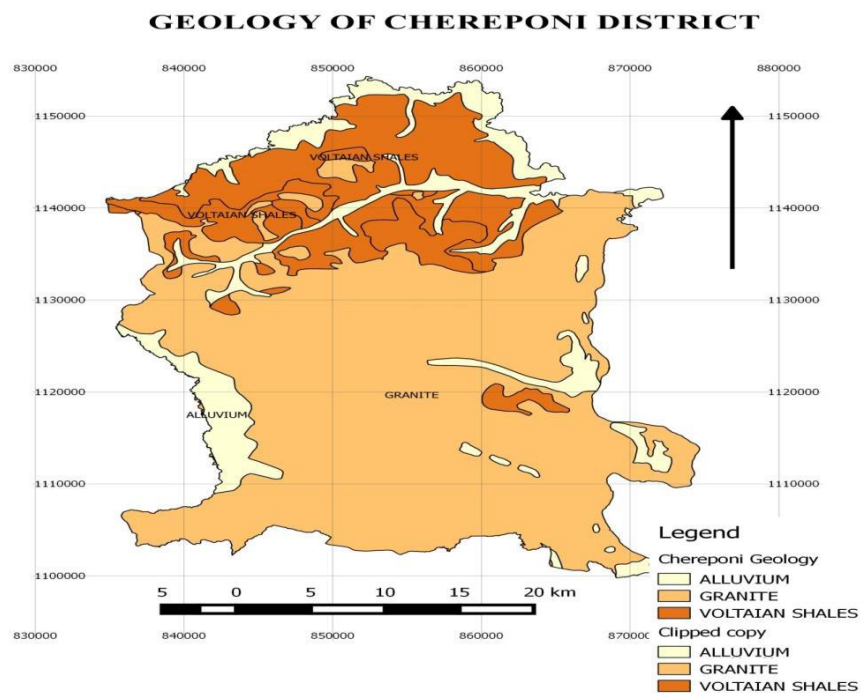 GEOLOGY OF CHEREPONI DISTRICT
830000 840000 850000 860000 870000 880000
1150000 1150000
VOLTAIAN SHALES
1140000 VOLTAIAN SHALES 1140000
1130000 1130000
1120000 GRANITE 1120000
ALLUVIUM
1110000 1110000
Legend
Chereponi Geology
1100000 ALLUVIUM
5 0 5 10 15 20 km GRANITE
VOLTAIAN SHALES
830000 840000 850000 860000 870000 Clipped copy
ALLUVIUM
GRANITE
VOLTAIAN SHALES